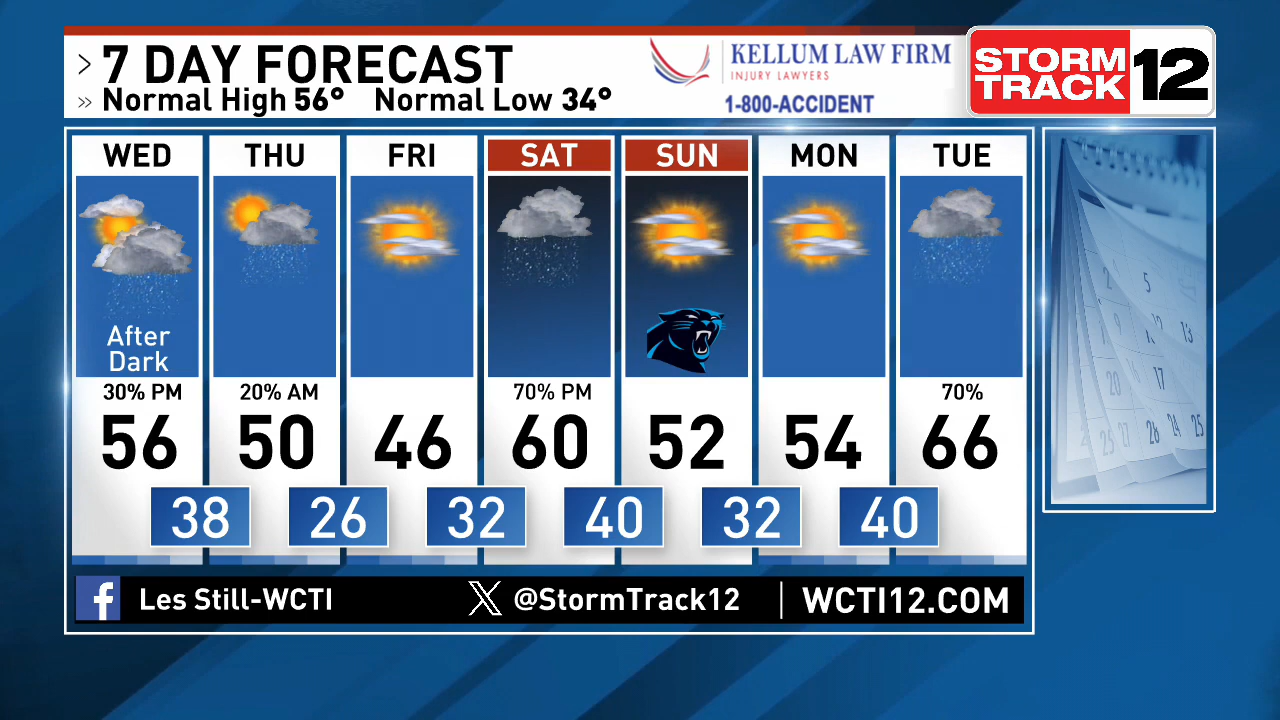 > 7 DAY FORECAST
» Normal High 56° Normal Low 34°
KELLUM LAW FIRM
INJURY LAWYERS
1-800-ACCIDENT
STORM
TRACK 12
WED THU FRI SAT SUN MON TUE
After
Dark
30% PM 20% AM 70% PM 70%
56 50 46 60 52 54 66
38 26 32 40 32 40
f Les Still-WCTI X @StormTrack12 | WCTI12.COM